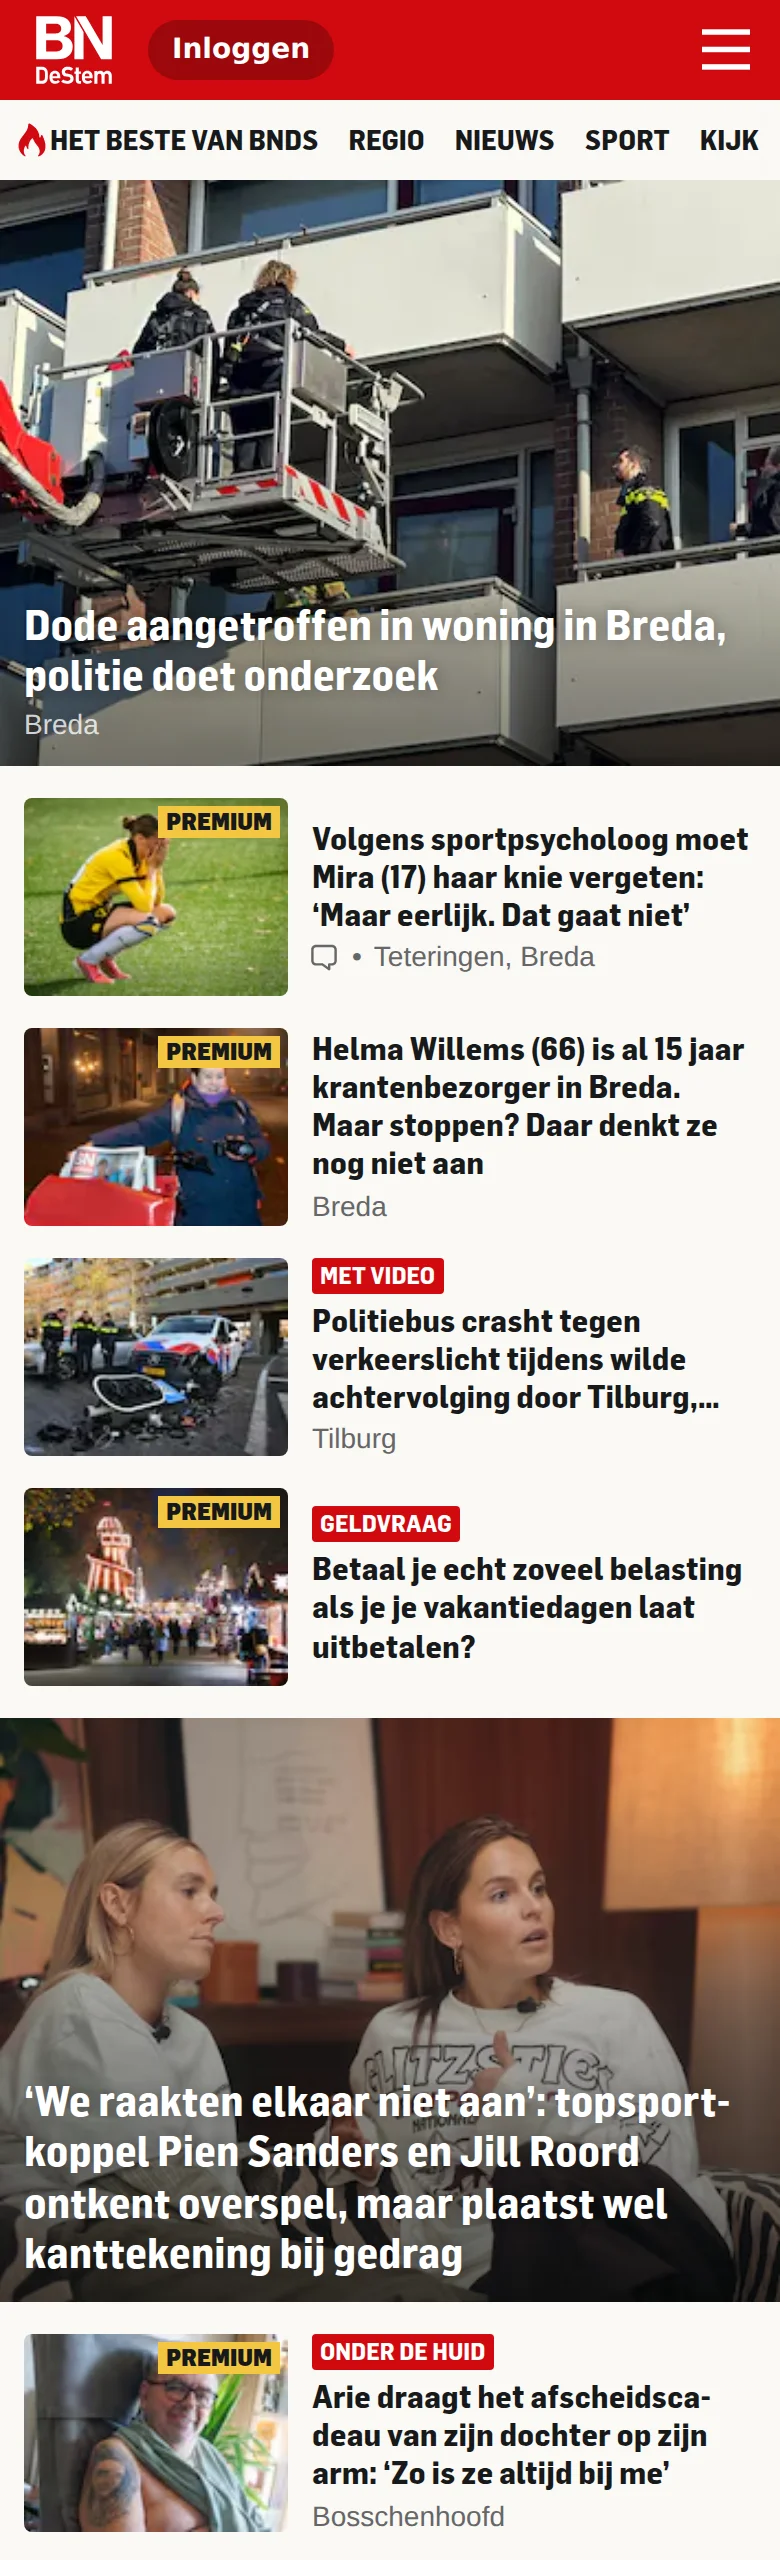 BN
DeStem
Inloggen
HET BESTE VAN BNDS REGIO NIEUWS SPORT KIJK
Dode aangetroffen in woning in Breda,
politie doet onderzoek
Breda
PREMIUM
Volgens sportpsycholoog moet
Mira (17) haar knie vergeten:
‘Maar eerlijk. Dat gaat niet’
• Teteringen, Breda
PREMIUM
Helma Willems (66) is al 15 jaar
krantenbezorger in Breda.
Maar stoppen? Daar denkt ze
nog niet aan
Breda
MET VIDEO
Politiebus crasht tegen
verkeerslicht tijdens wilde
achtervolging door Tilburg,...
Tilburg
PREMIUM
GELDVRAAG
Betaal je echt zoveel belasting
als je je vakantiedagen laat
uitbetalen?
BLITZSTIET
NATIONAL
‘We raakten elkaar niet aan’: topsport-
koppel Pien Sanders en Jill Roord
ontkent overspel, maar plaatst wel
kanttekening bij gedrag
PREMIUM
ONDER DE HUID
Arie draagt het afscheidsca-
deau van zijn dochter op zijn
arm: ‘Zo is ze altijd bij me’
Bosschenhoofd